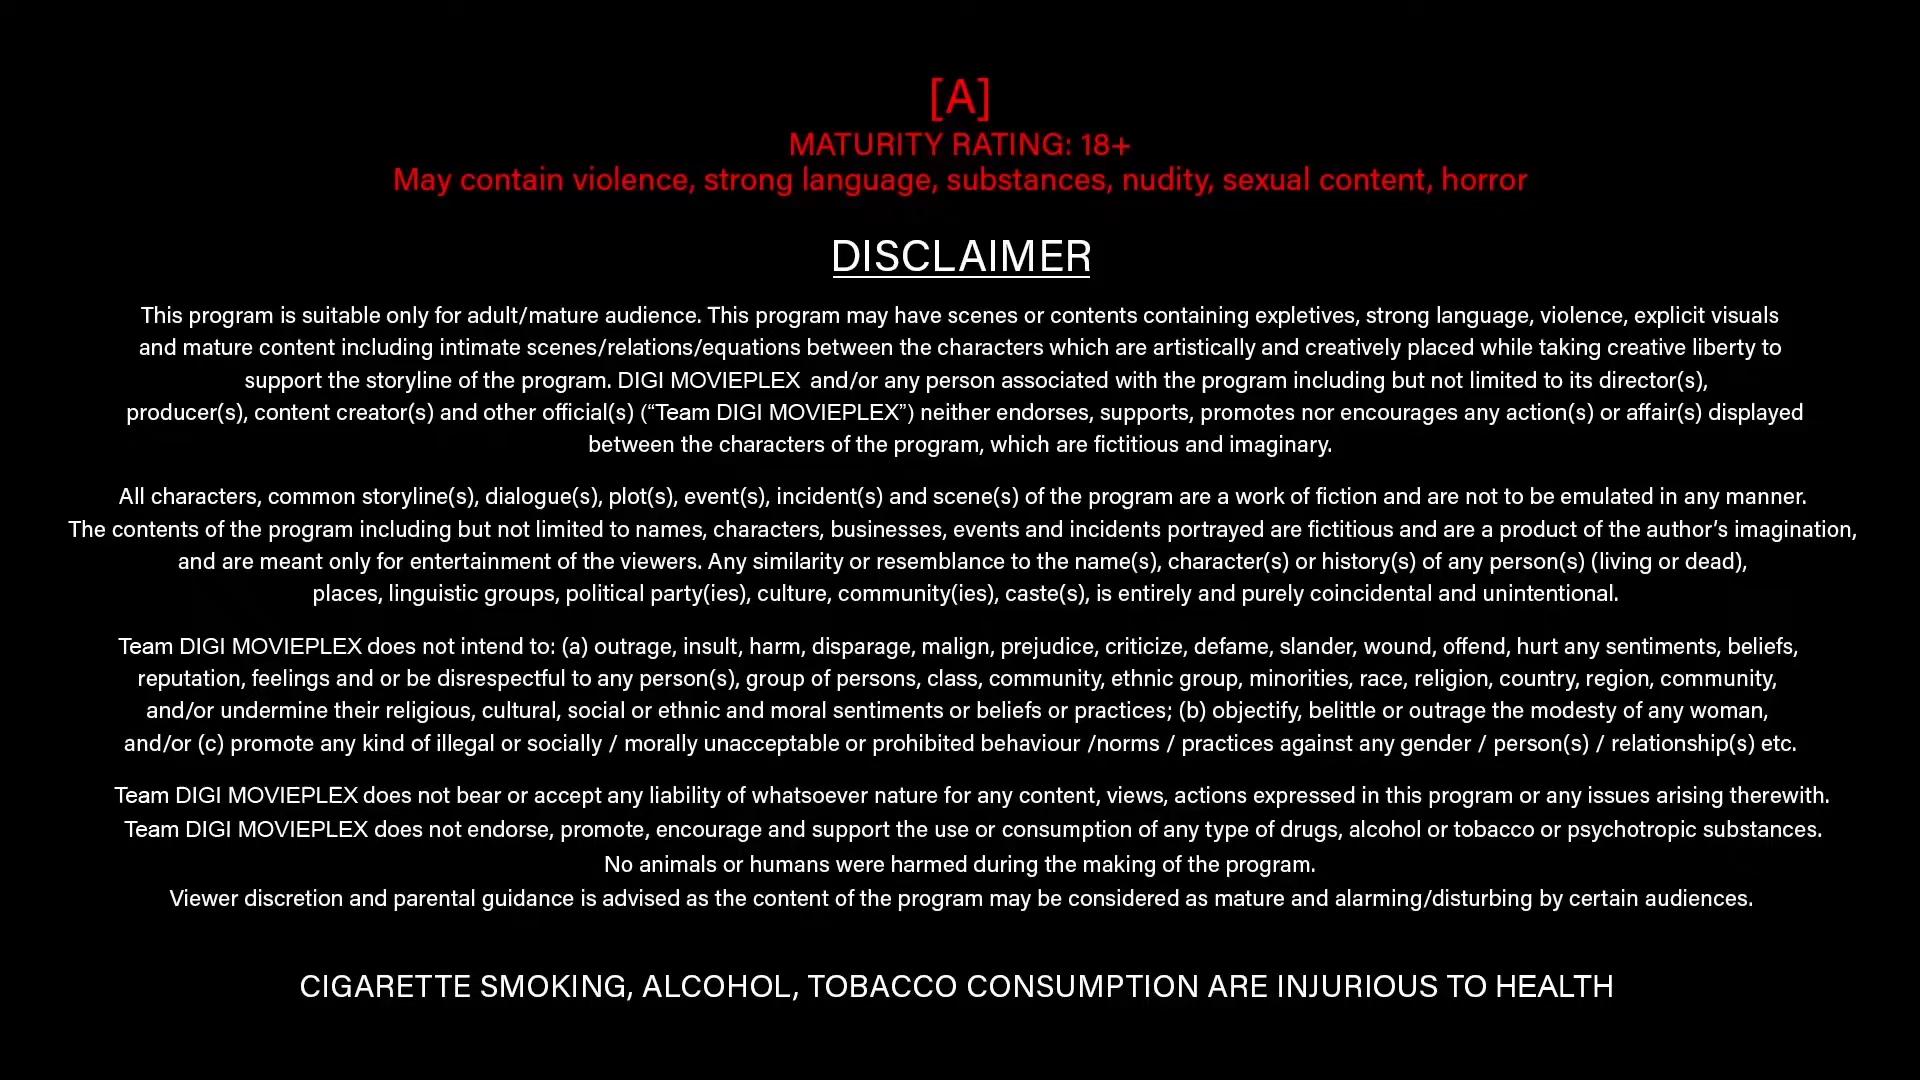 [A]
MATURITY RATING: 18+
May contain violence, strong language, substances, nudity, sexual content, horror
DISCLAIMER
This program is suitable only for adult/mature audience. This program may have scenes or contents containing expletives, strong language, violence, explicit visuals
and mature content including intimate scenes/relations/equations between the characters which are artistically and creatively placed while taking creative liberty to
support the storyline of the program. DIGI MOVIEPLEX and/or any person associated with the program including but not limited to its director(s),
producer(s), content creator(s) and other official(s) (“Team DIGI MOVIEPLEX”) neither endorses, supports, promotes nor encourages any action(s) or affair(s) displayed
between the characters of the program, which are fictitious and imaginary.
All characters, common storyline(s), dialogue(s), plot(s), event(s), incident(s) and scene(s) of the program are a work of fiction and are not to be emulated in any manner.
The contents of the program including but not limited to names, characters, businesses, events and incidents portrayed are fictitious and are a product of the author’s imagination,
and are meant only for entertainment of the viewers. Any similarity or resemblance to the name(s), character(s) or history(s) of any person(s) (living or dead),
places, linguistic groups, political party(ies), culture, community(ies), caste(s), is entirely and purely coincidental and unintentional.
Team DIGI MOVIEPLEX does not intend to: (a) outrage, insult, harm, disparage, malign, prejudice, criticize, defame, slander, wound, offend, hurt any sentiments, beliefs,
reputation, feelings and or be disrespectful to any person(s), group of persons, class, community, ethnic group, minorities, race, religion, country, region, community,
and/or undermine their religious, cultural, social or ethnic and moral sentiments or beliefs or practices; (b) objectify, belittle or outrage the modesty of any woman,
and/or (c) promote any kind of illegal or socially / morally unacceptable or prohibited behaviour /norms / practices against any gender / person(s) / relationship(s) etc.
Team DIGI MOVIEPLEX does not bear or accept any liability of whatsoever nature for any content, views, actions expressed in this program or any issues arising therewith.
Team DIGI MOVIEPLEX does not endorse, promote, encourage and support the use or consumption of any type of drugs, alcohol or tobacco or psychotropic substances.
No animals or humans were harmed during the making of the program.
Viewer discretion and parental guidance is advised as the content of the program may be considered as mature and alarming/disturbing by certain audiences.
CIGARETTE SMOKING, ALCOHOL, TOBACCO CONSUMPTION ARE INJURIOUS TO HEALTH